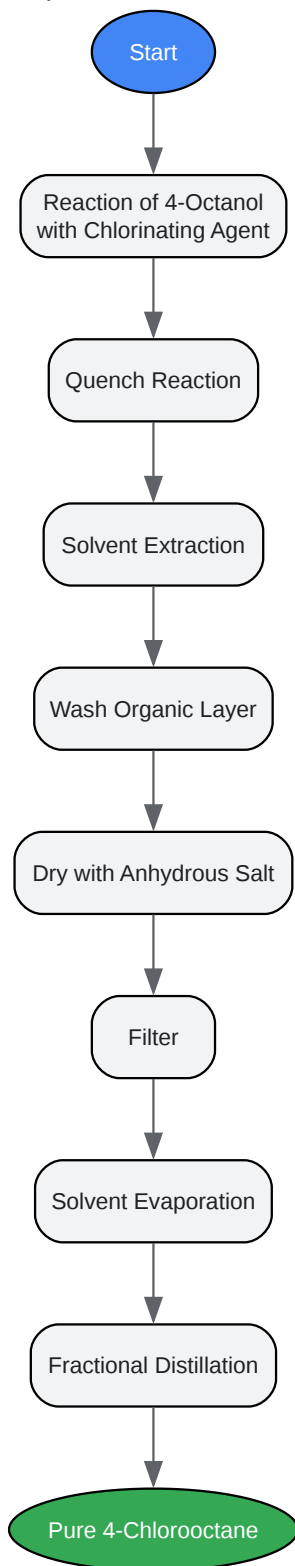 Start
Reaction of 4-Octanol
with Chlorinating Agent
Quench Reaction
Solvent Extraction
Wash Organic Layer
Dry with Anhydrous Salt
Filter
Solvent Evaporation
Fractional Distillation
Pure 4-Chlorooctane